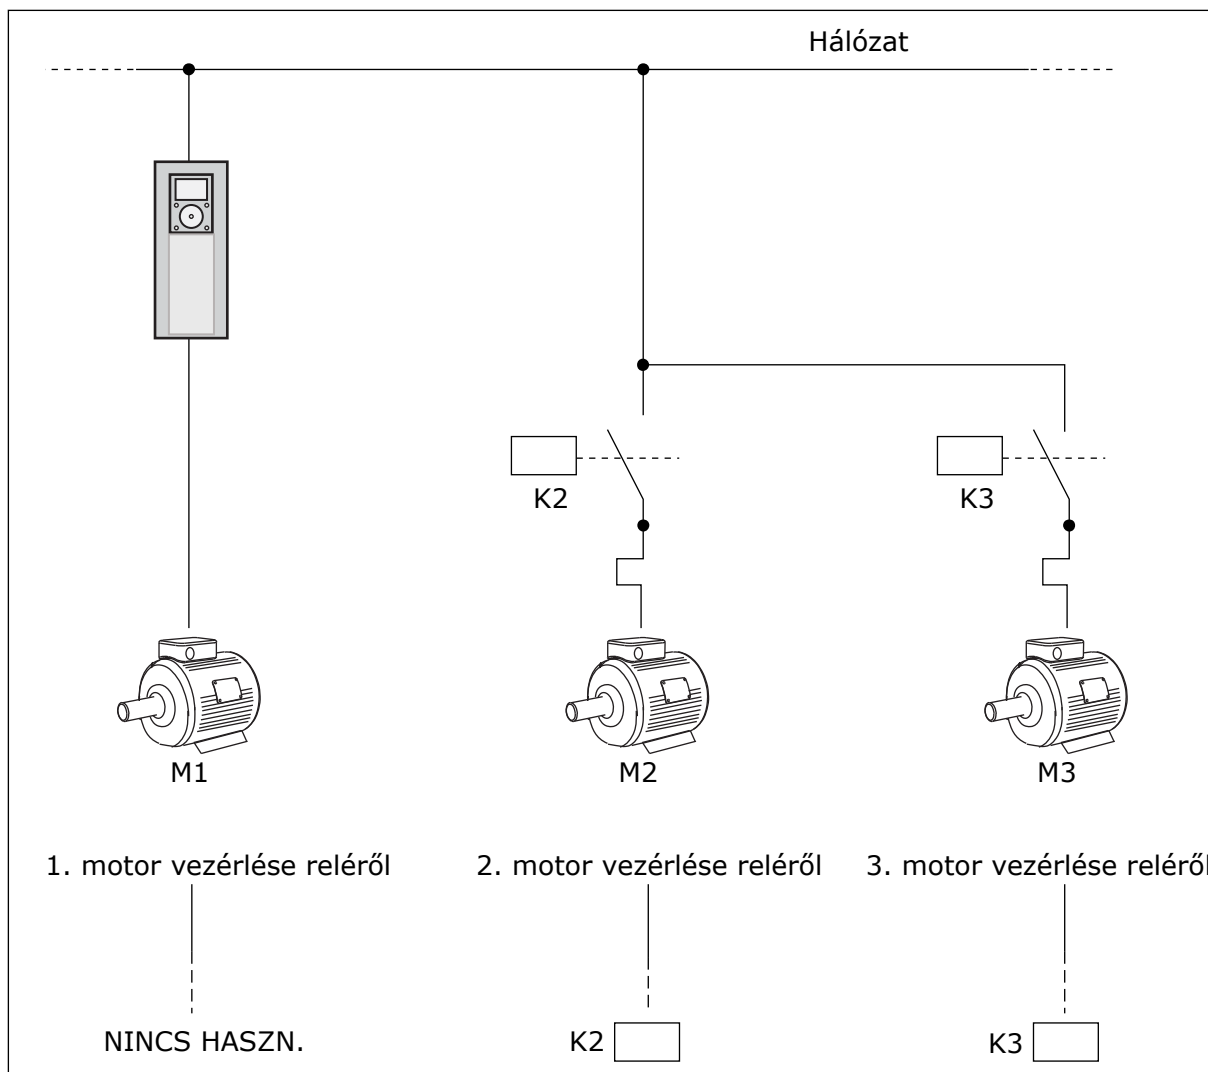 Hálózat
K2
K3
M1
M2
M3
1. motor vezérlése reléről
2. motor vezérlése reléről
3. motor vezérlése reléről
NINCS HASZN.
K2
K3